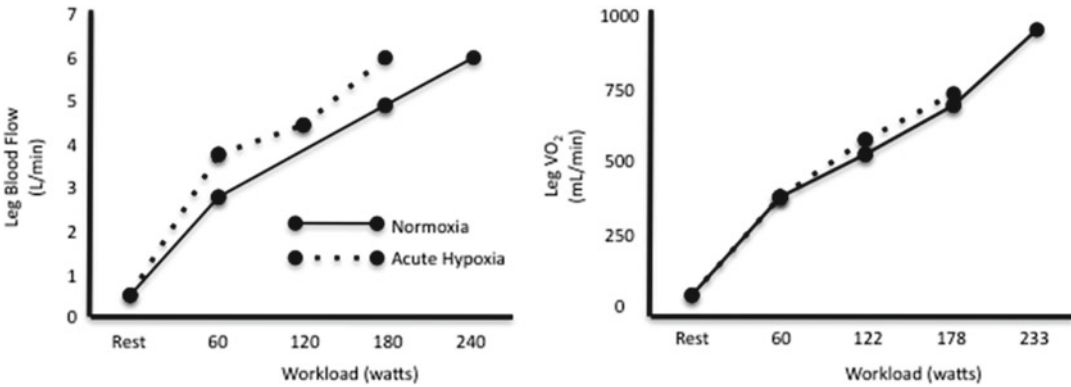 7
6
5
4
3
2
1
0
Leg Blood Flow
(L/min)
Normoxia
Acute Hypoxia
Rest 60 120 180 240
Workload (watts)
1000
750
500
250
0
Leg VO₂
(mL/min)
Rest 60 122 178 233
Workload (watts)